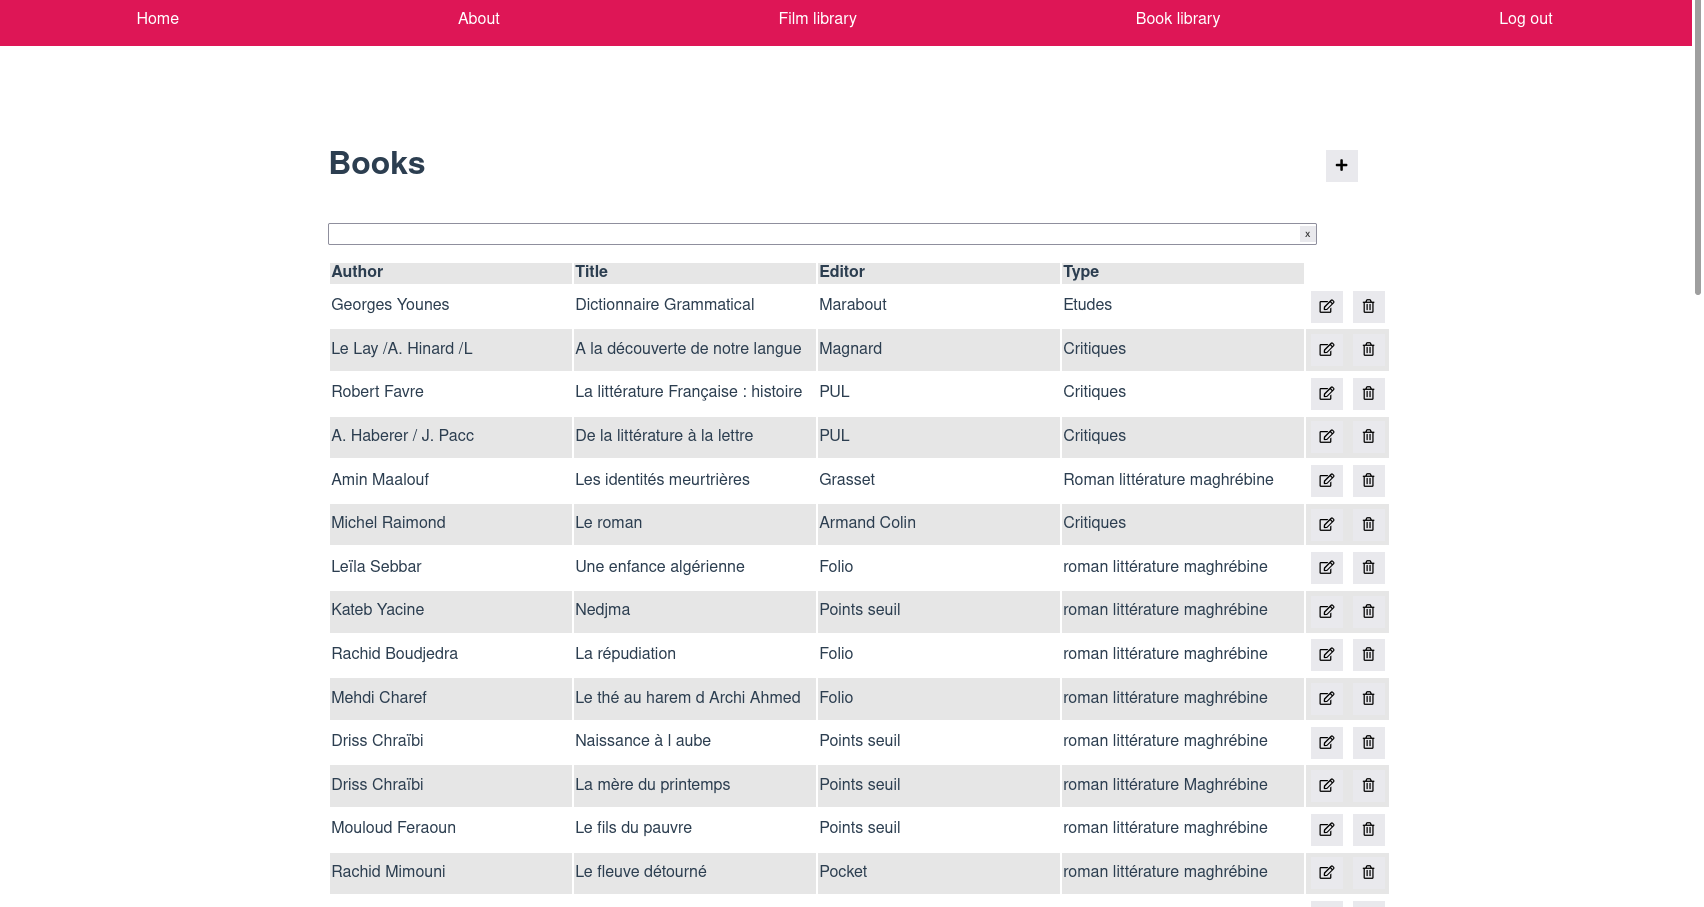 Home About Film library Book library Log out
Books +
x
Author Title Editor Type
Georges Younes Dictionnaire Grammatical Marabout Etudes
Le Lay /A. Hinard /L A la découverte de notre langue Magnard Critiques
Robert Favre La littérature Française : histoire PUL Critiques
A. Haberer / J. Pacc De la littérature à la lettre PUL Critiques
Amin Maalouf Les identités meurtrières Grasset Roman littérature maghrébine
Michel Raimond Le roman Armand Colin Critiques
Leïla Sebbar Une enfance algérienne Folio roman littérature maghrébine
Kateb Yacine Nedjma Points seuil roman littérature maghrébine
Rachid Boudjedra La répudiation Folio roman littérature maghrébine
Mehdi Charef Le thé au harem d Archi Ahmed Folio roman littérature maghrébine
Driss Chraïbi Naissance à l aube Points seuil roman littérature maghrébine
Driss Chraïbi La mère du printemps Points seuil roman littérature Maghrébine
Mouloud Feraoun Le fils du pauvre Points seuil roman littérature maghrébine
Rachid Mimouni Le fleuve détourné Pocket roman littérature maghrébine